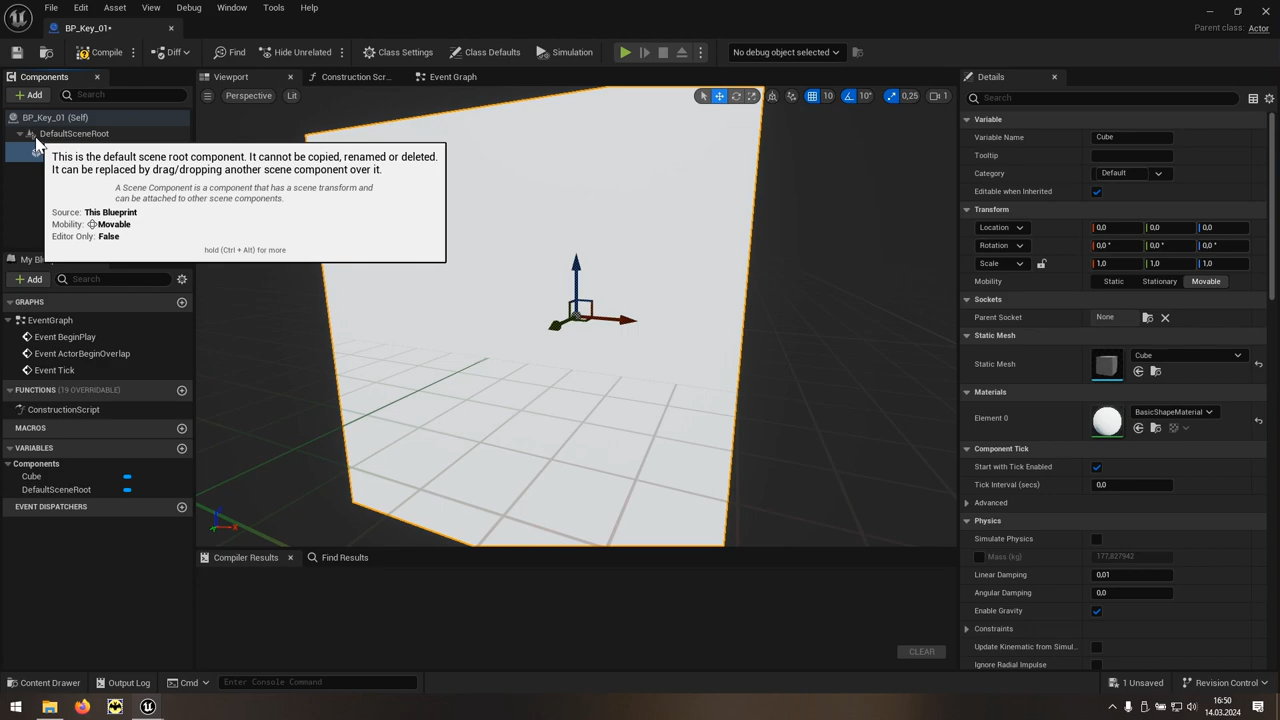 File Edit Asset View Debug Window Tools Help
BP_Key_01*
Parent class: Actor
Compile Diff Find Hide Unrelated Class Settings Class Defaults Simulation No debug object selected
Components
Add Search
BP_Key_01 (Self)
DefaultSceneRoot
This is the default scene root component. It cannot be copied, renamed or deleted.
It can be replaced by drag/dropping another scene component over it.
A Scene Component is a component that has a scene transform and
can be attached to other scene components.
Source: This Blueprint
Mobility: Movable
Editor Only: False
hold (Ctrl + Alt) for more
My Bl
Add Search
GRAPHS
EventGraph
Event BeginPlay
Event ActorBeginOverlap
Event Tick
FUNCTIONS (19 OVERRIDABLE)
ConstructionScript
MACROS
VARIABLES
Components
Cube
DefaultSceneRoot
EVENT DISPATCHERS
Viewport Construction Scr... Event Graph
Perspective Lit 10 10° 0,25 1
Compiler Results Find Results
CLEAR
Details
Search
Variable
Variable Name Cube
Tooltip
Category Default
Editable when Inherited
Transform
Location 0,0 0,0 0,0
Rotation 0,0 ° 0,0 ° 0,0 °
Scale 1,0 1,0 1,0
Mobility Static Stationary Movable
Sockets
Parent Socket None
Static Mesh
Static Mesh Cube
Materials
Element 0 BasicShapeMaterial
Component Tick
Start with Tick Enabled
Tick Interval (secs) 0,0
Advanced
Physics
Simulate Physics
Mass (kg) 177,827942
Linear Damping 0,01
Angular Damping 0,0
Enable Gravity
Constraints
Update Kinematic from Simul...
Ignore Radial Impulse
Content Drawer Output Log Cmd Enter Console Command 1 Unsaved Revision Control
16:50
14.03.2024